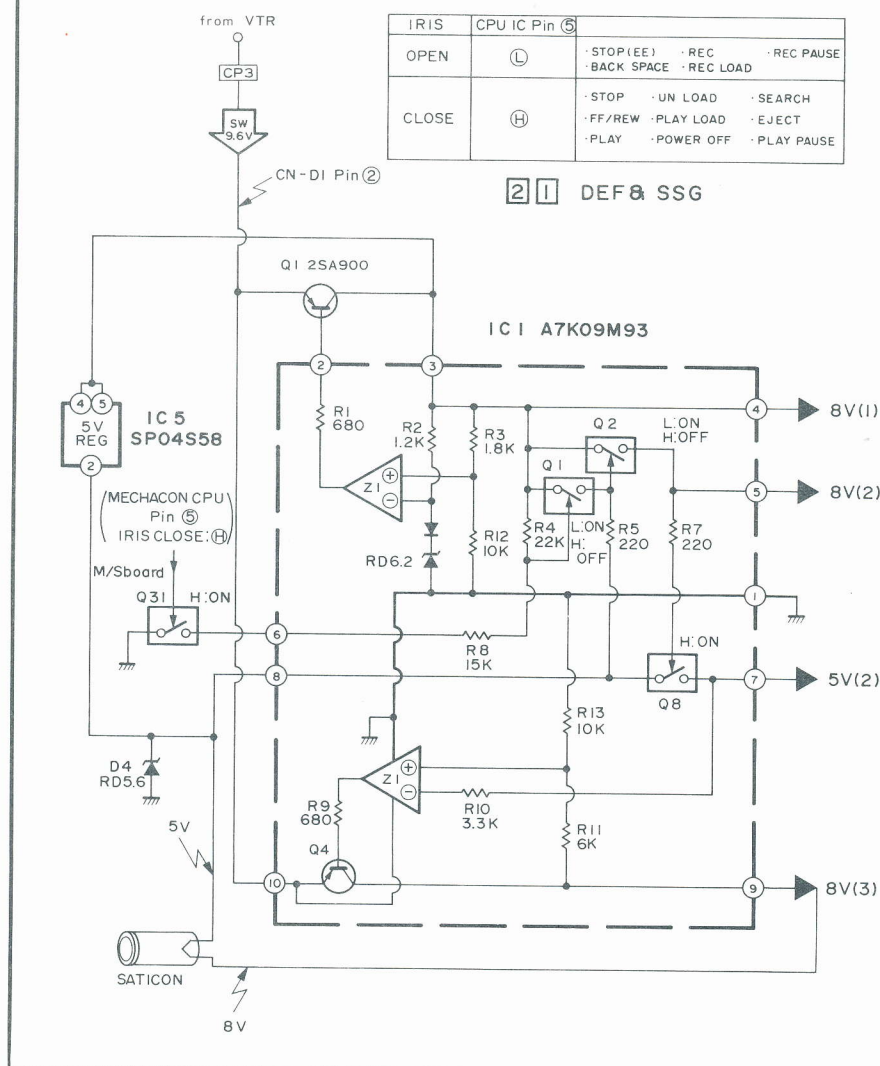 from VTR
CP3
SW
9.6V
CN-D1 Pin②
IRIS CPU IC Pin⑤
OPEN Ⓛ ·STOP(EE) ·REC ·REC PAUSE
·BACK SPACE ·REC LOAD
CLOSE Ⓗ ·STOP ·UN LOAD ·SEARCH
·FF/REW ·PLAY LOAD ·EJECT
·PLAY ·POWER OFF ·PLAY PAUSE
2 1 DEF & SSG
Q1 2SA900
IC1 A7K09M93
2
3
4 8V(1)
4 5
5V
REG
2
IC5
SP04S58
R1
680
R2
1.2K
R3
1.8K
Z1
+
−
Q2
L:ON
H:OFF
Q1
L:ON
H:
OFF
5 8V(2)
R4
22K
R5
220
R7
220
R12
10K
RD6.2
(MECHACON CPU
Pin ⑤
IRIS CLOSE:Ⓗ)
M/Sboard
Q31 H:ON
1
6
R8
15K
H:ON
8
Q8
7 5V(2)
R13
10K
D4
RD5.6
Z1
+
−
R10
3.3K
R9
680
R11
6K
Q4
5V
10
9 8V(3)
SATICON
8V